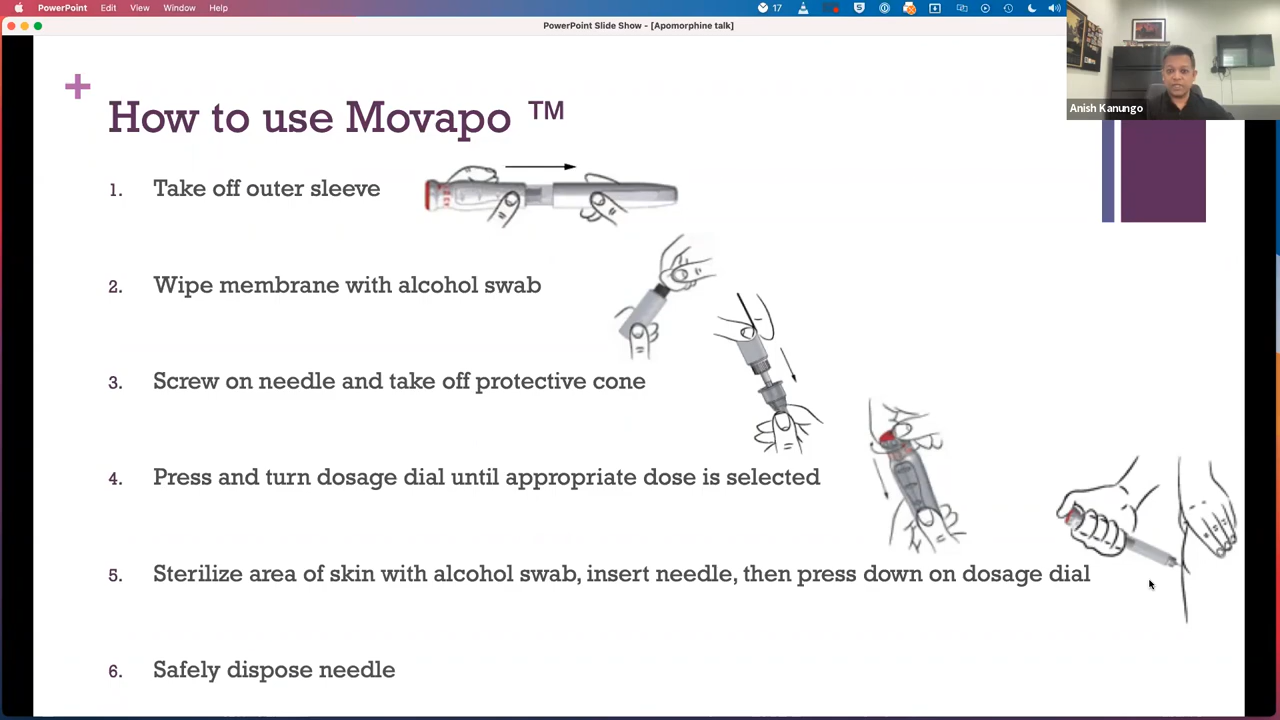 PowerPoint Edit View Window Help
17
PowerPoint Slide Show - [Apomorphine talk]
Anish Kanungo
+
How to use Movapo ™
1. Take off outer sleeve
2. Wipe membrane with alcohol swab
3. Screw on needle and take off protective cone
4. Press and turn dosage dial until appropriate dose is selected
5. Sterilize area of skin with alcohol swab, insert needle, then press down on dosage dial
6. Safely dispose needle